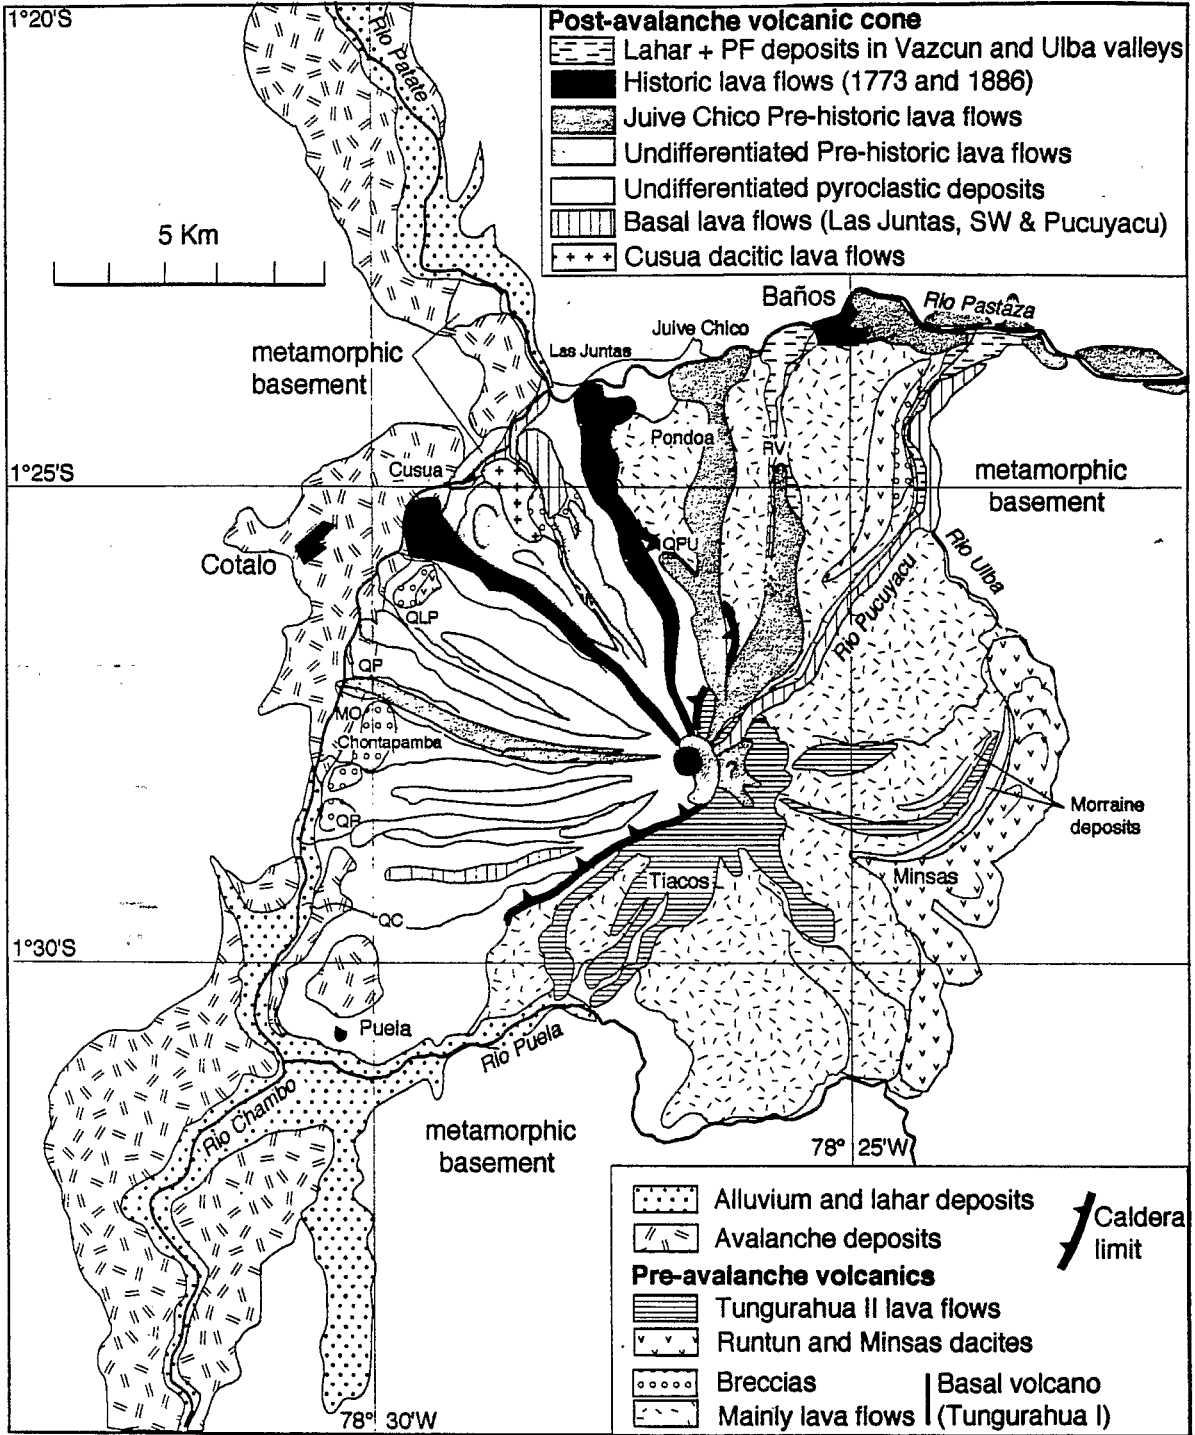 1°20'S
Rio Patate
Post-avalanche volcanic cone
Lahar + PF deposits in Vazcun and Ulba valleys
Historic lava flows (1773 and 1886)
Juive Chico Pre-historic lava flows
Undifferentiated Pre-historic lava flows
Undifferentiated pyroclastic deposits
Basal lava flows (Las Juntas, SW & Pucuyacu)
Cusua dacitic lava flows
5 Km
Baños
Rio Pastaza
Juive Chico
Las Juntas
metamorphic
basement
Pondoa
RV
Cusua
1°25'S
metamorphic
basement
QPU
Cotalo
Rio Ulba
Rio Pucuyacu
QLP
QP
MO
Chontapamba
?
Morraine
deposits
QR
Minsas
Tiacos
QC
1°30'S
Puela
Rio Puela
Rio Chambo
metamorphic
basement
78° 25'W
Alluvium and lahar deposits
Avalanche deposits
Caldera
limit
Pre-avalanche volcanics
Tungurahua II lava flows
Runtun and Minsas dacites
Breccias
Mainly lava flows
Basal volcano
(Tungurahua I)
78° 30'W